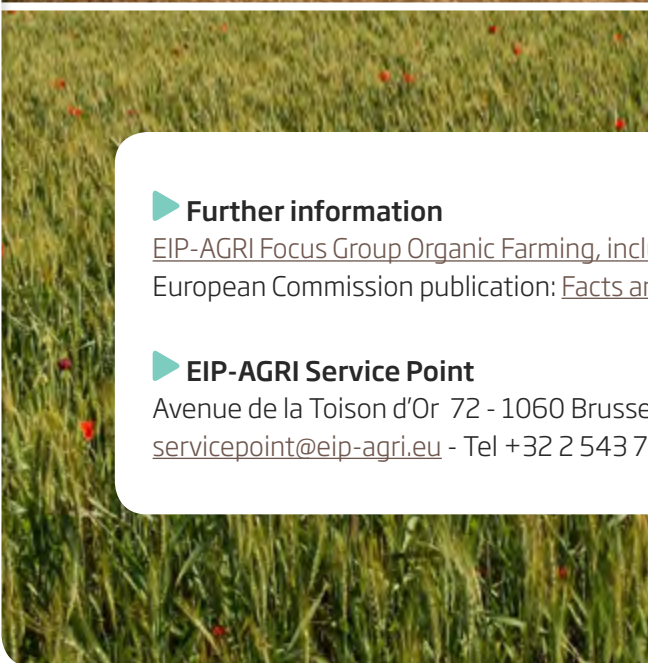 Further information
EIP-AGRI Focus Group Organic Farming,
European Commission publication: Facts
EIP-AGRI Service Point
Avenue de la Toison d'Or 72 - 1060
servicepoint@eip-agri.eu - Tel +32 2 543